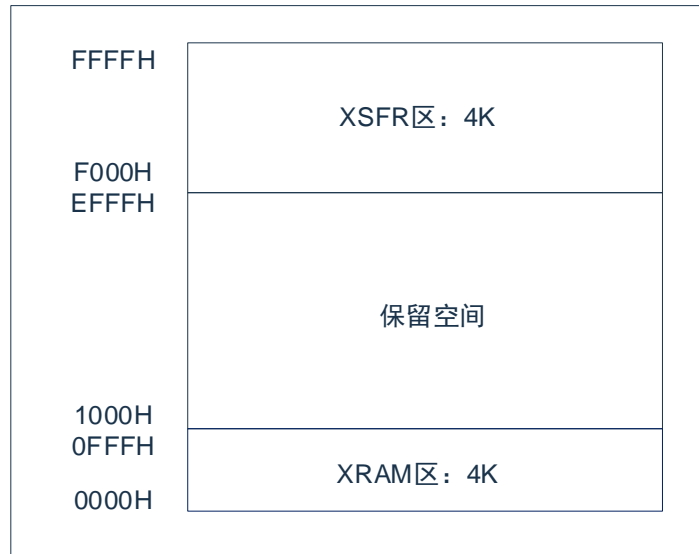 FFFFH
XSFR区：4K
F000H
EFFFH
保留空间
1000H
0FFFH
XRAM区：4K
0000H